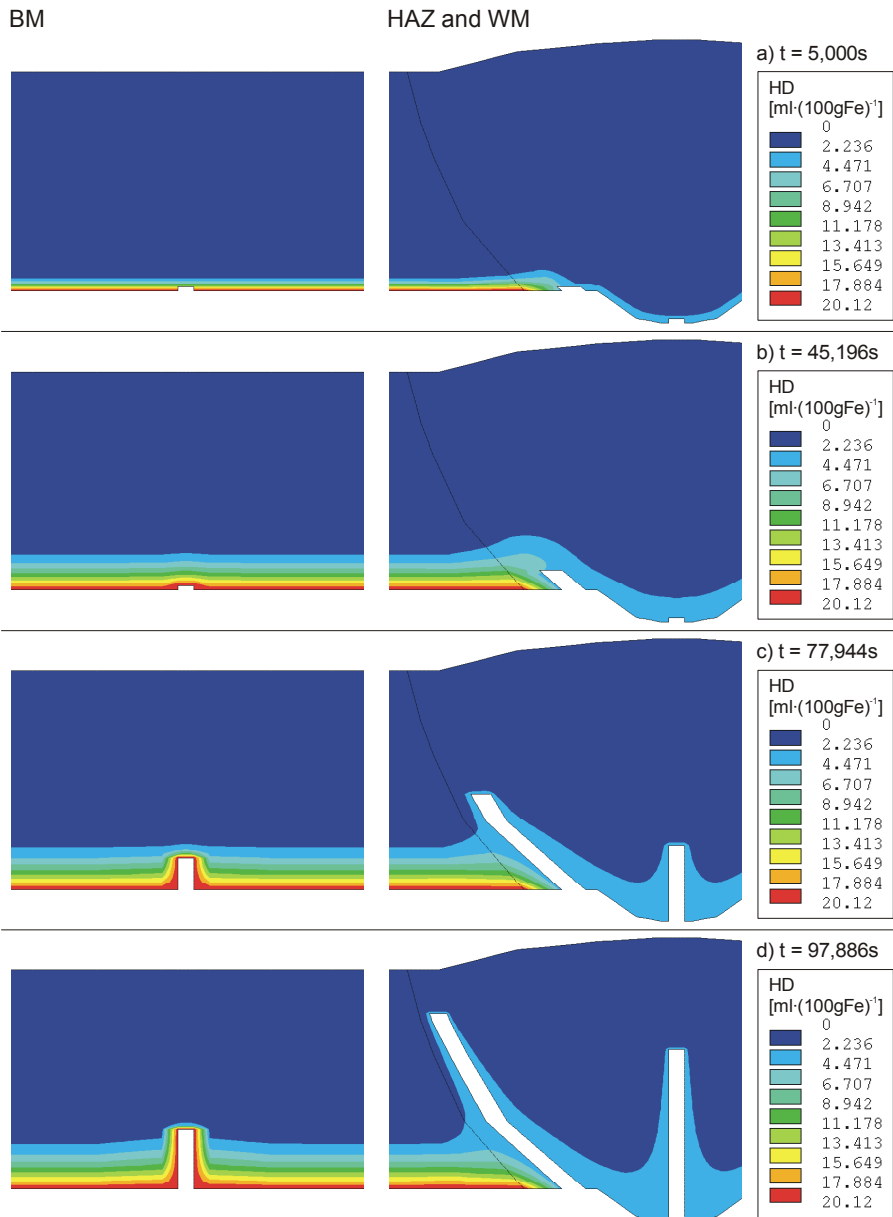 BM
HAZ and WM
a) t = 5,000s
HD
[ml·(100gFe)⁻¹]
0
2.236
4.471
6.707
8.942
11.178
13.413
15.649
17.884
20.12
b) t = 45,196s
HD
[ml·(100gFe)⁻¹]
0
2.236
4.471
6.707
8.942
11.178
13.413
15.649
17.884
20.12
c) t = 77,944s
HD
[ml·(100gFe)⁻¹]
0
2.236
4.471
6.707
8.942
11.178
13.413
15.649
17.884
20.12
d) t = 97,886s
HD
[ml·(100gFe)⁻¹]
0
2.236
4.471
6.707
8.942
11.178
13.413
15.649
17.884
20.12